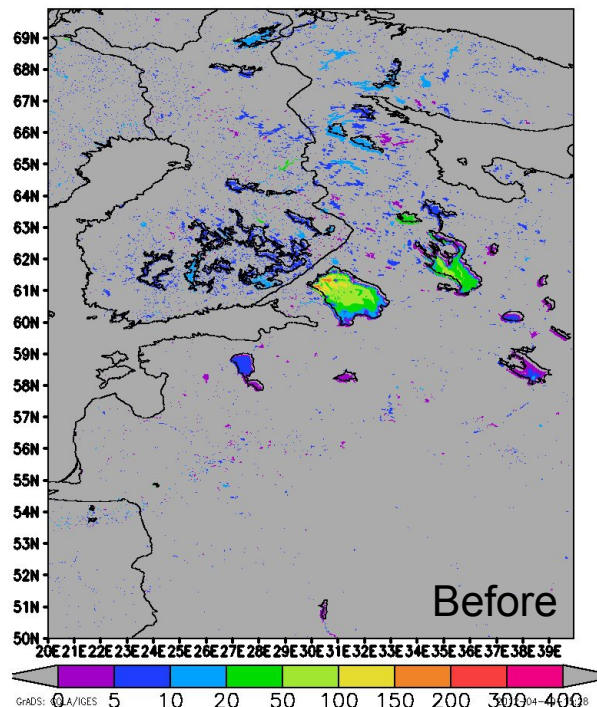 69N
68N
67N
66N
65N
64N
63N
62N
61N
60N
59N
58N
57N
56N
55N
54N
53N
52N
51N
50N
Before
20E 21E 22E 23E 24E 25E 26E 27E 28E 29E 30E 31E 32E 33E 34E 35E 36E 37E 38E 39E
0 5 10 20 50 100 150 200 300 400
GrADS: COLA/IGES